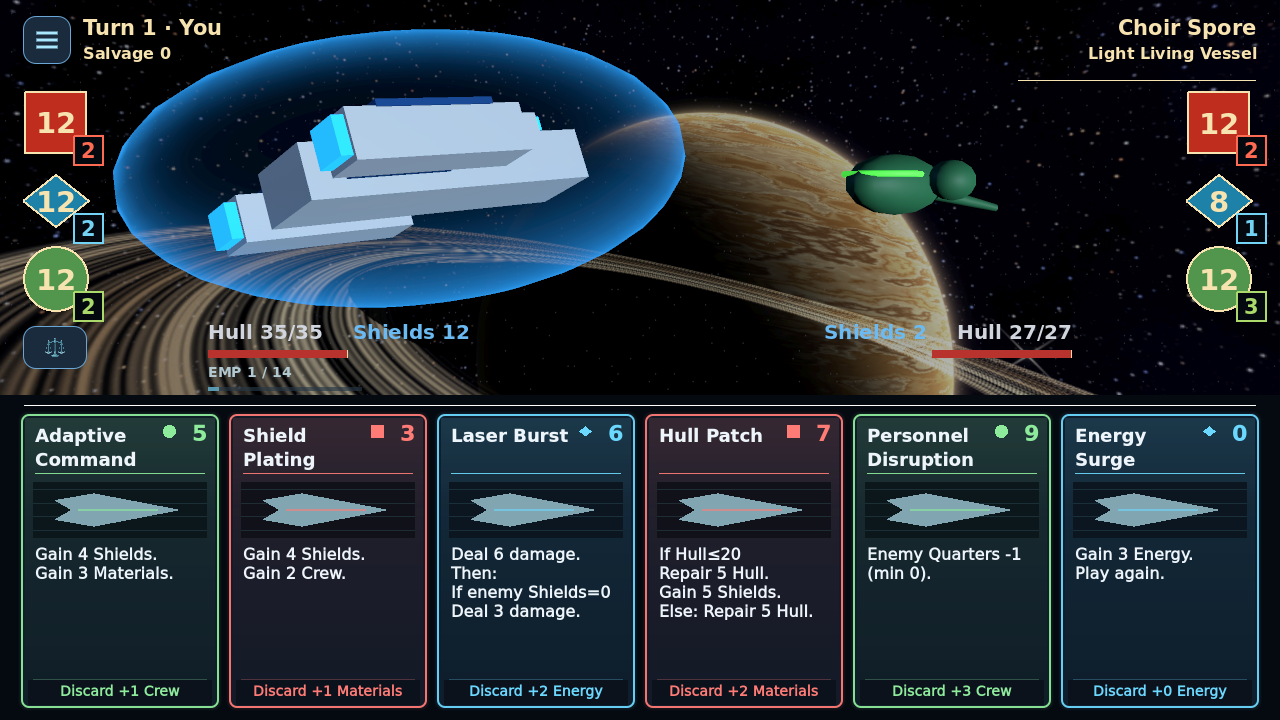 Turn 1 · You
Salvage 0
Choir Spore
Light Living Vessel
12
2
12
2
12
2
12
2
8
1
12
3
Hull 35/35
Shields 12
EMP 1 / 14
Shields 2
Hull 27/27
Adaptive
Command
5
Gain 4 Shields.
Gain 3 Materials.
Discard +1 Crew
Shield
Plating
3
Gain 4 Shields.
Gain 2 Crew.
Discard +1 Materials
Laser Burst
6
Deal 6 damage.
Then:
If enemy Shields=0
Deal 3 damage.
Discard +2 Energy
Hull Patch
7
If Hull≤20
Repair 5 Hull.
Gain 5 Shields.
Else: Repair 5 Hull.
Discard +2 Materials
Personnel
Disruption
9
Enemy Quarters -1
(min 0).
Discard +3 Crew
Energy
Surge
0
Gain 3 Energy.
Play again.
Discard +0 Energy